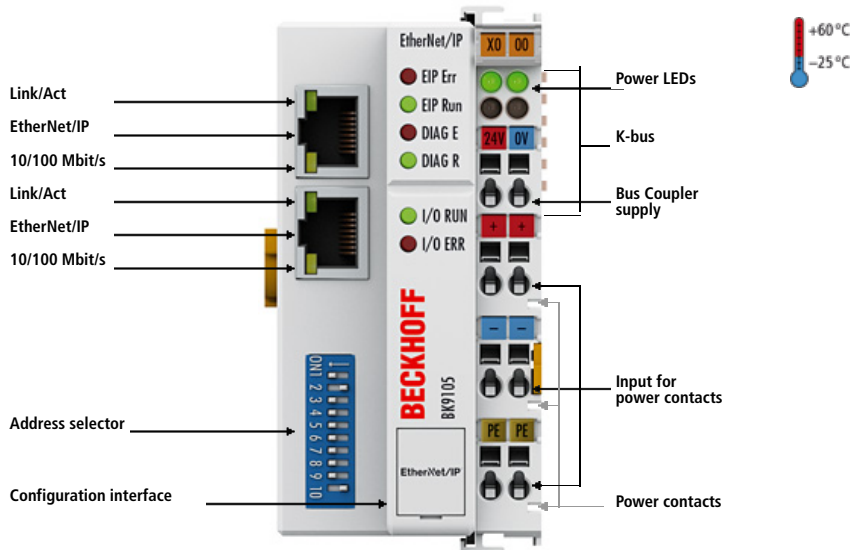 Link/Act
EtherNet/IP
10/100 Mbit/s
Link/Act
EtherNet/IP
10/100 Mbit/s
Address selector
Configuration interface
EtherNet/IP
EIP Err
EIP Run
DIAG E
DIAG R
I/O RUN
I/O ERR
BECKHOFF
BK9105
EtherNet/IP
ON
1
2
3
4
5
6
7
8
9
10
X0 00
24V 0V
+ +
− −
PE PE
Power LEDs
K-bus
Bus Coupler
supply
Input for
power contacts
Power contacts
+60 °C
−25 °C